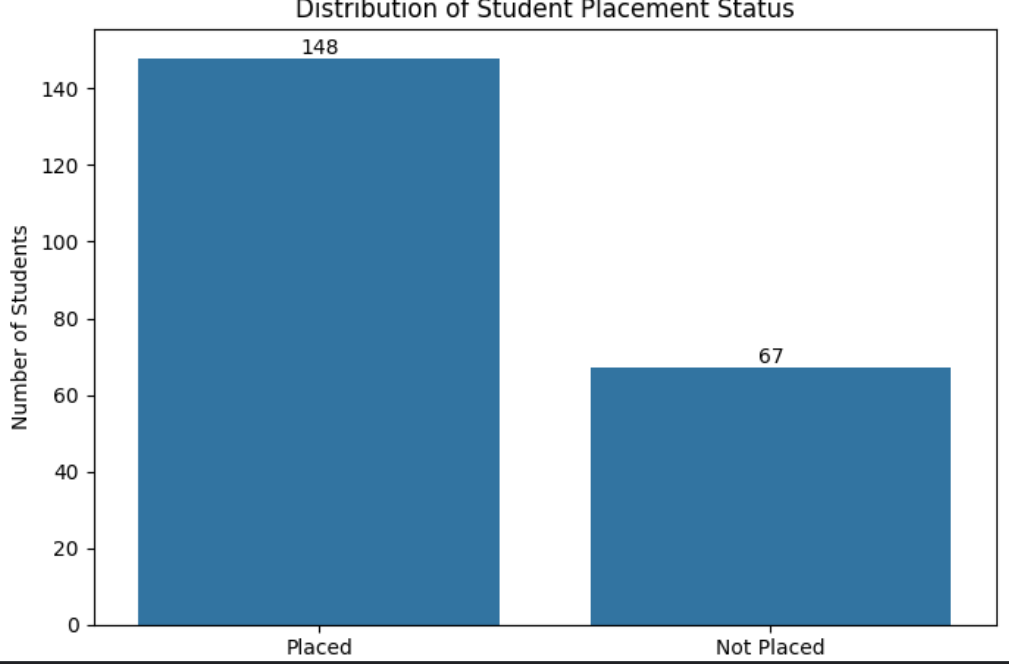 Distribution of Student Placement Status
148
140
120
100
80
67
60
40
20
0
Number of Students
Placed
Not Placed